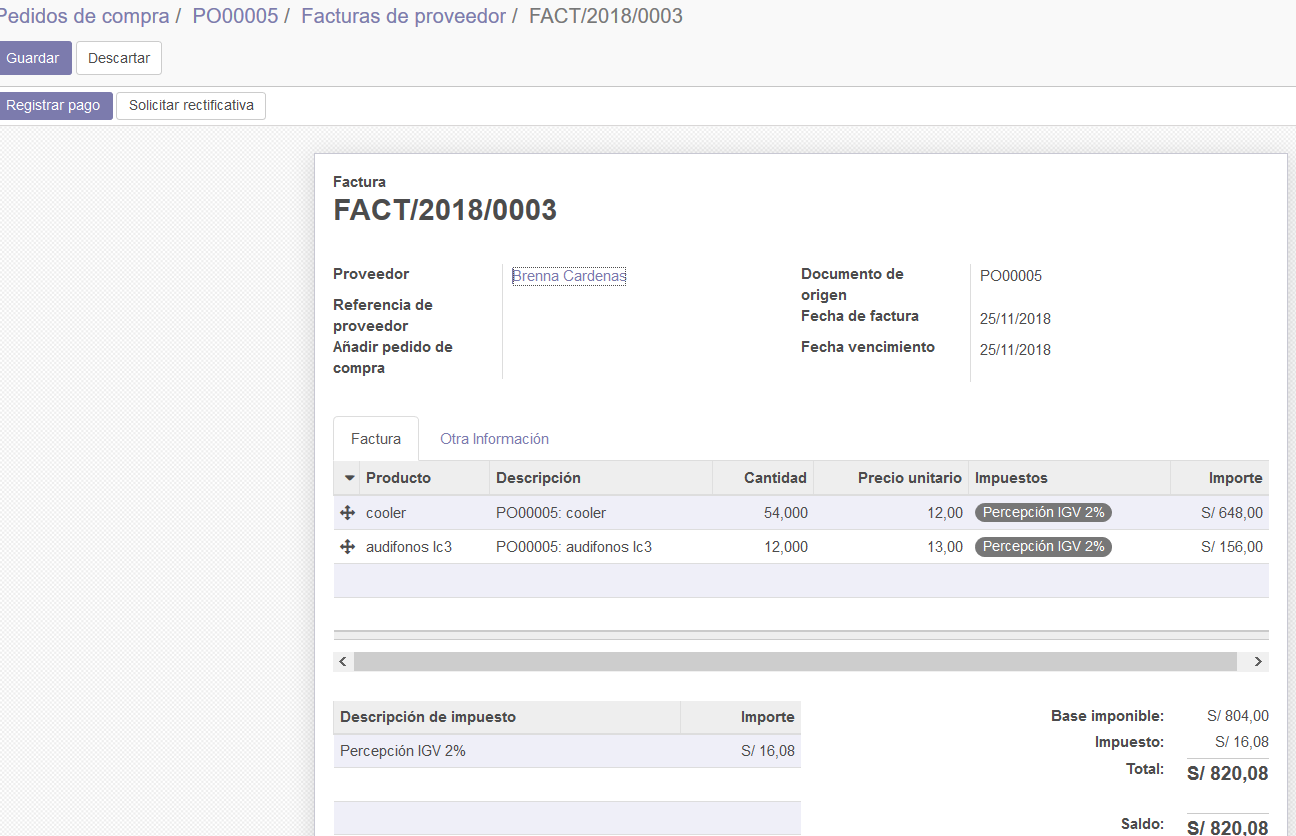 Pedidos de compra / PO00005 / Facturas de proveedor / FACT/2018/0003
Guardar Descartar
Registrar pago Solicitar rectificativa
Factura
FACT/2018/0003
Proveedor Brenna Cardenas
Referencia de
proveedor
Añadir pedido de
compra
Documento de
origen PO00005
Fecha de factura 25/11/2018
Fecha vencimiento 25/11/2018
Factura Otra Información
Producto Descripción Cantidad Precio unitario Impuestos Importe
cooler PO00005: cooler 54,000 12,00 Percepción IGV 2% S/ 648,00
audifonos lc3 PO00005: audifonos lc3 12,000 13,00 Percepción IGV 2% S/ 156,00
Descripción de impuesto Importe
Percepción IGV 2% S/ 16,08
Base imponible: S/ 804,00
Impuesto: S/ 16,08
Total: S/ 820,08
Saldo: S/ 820,08